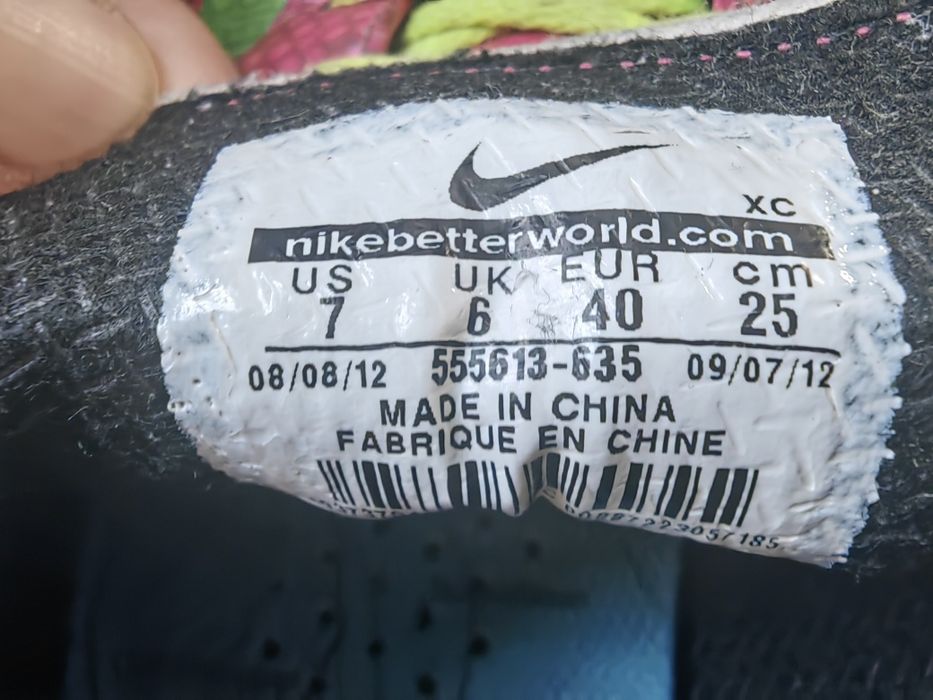 XC
nikebetterworld.com
US UK EUR cm
7 6 40 25
08/08/12 555613-635 09/07/12
MADE IN CHINA
FABRIQUE EN CHINE